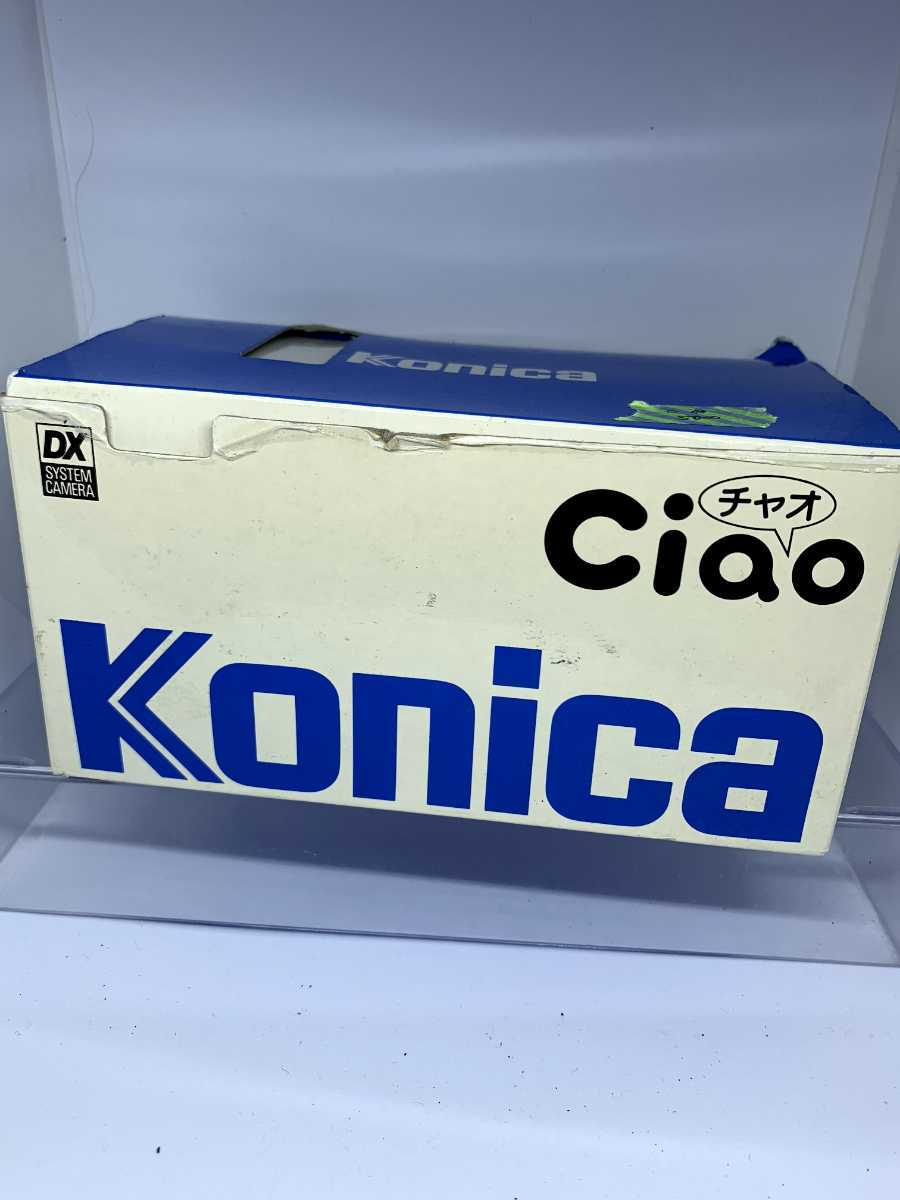 Konica
DX
SYSTEM
CAMERA
チャオ
Ciao
Konica